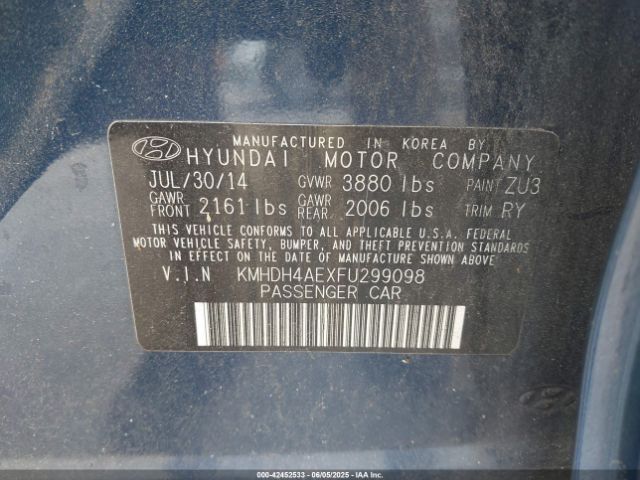 MANUFACTURED IN KOREA BY
HYUNDAI MOTOR COMPANY
JUL/30/14 GVWR 3880 lbs PAINT ZU3
GAWR FRONT 2161 lbs GAWR REAR 2006 lbs TRIM RY
THIS VEHICLE CONFORMS TO ALL APPLICABLE U.S.A. FEDERAL
MOTOR VEHICLE SAFETY, BUMPER, AND THEFT PREVENTION
STANDARDS IN EFFECT ON THE DATE OF MANUFACTURE SHOWN ABOVE.
V.I.N KMHDH4AEXFU299098
PASSENGER CAR
000-42452533 - 06/05/2025 - IAAI.COM